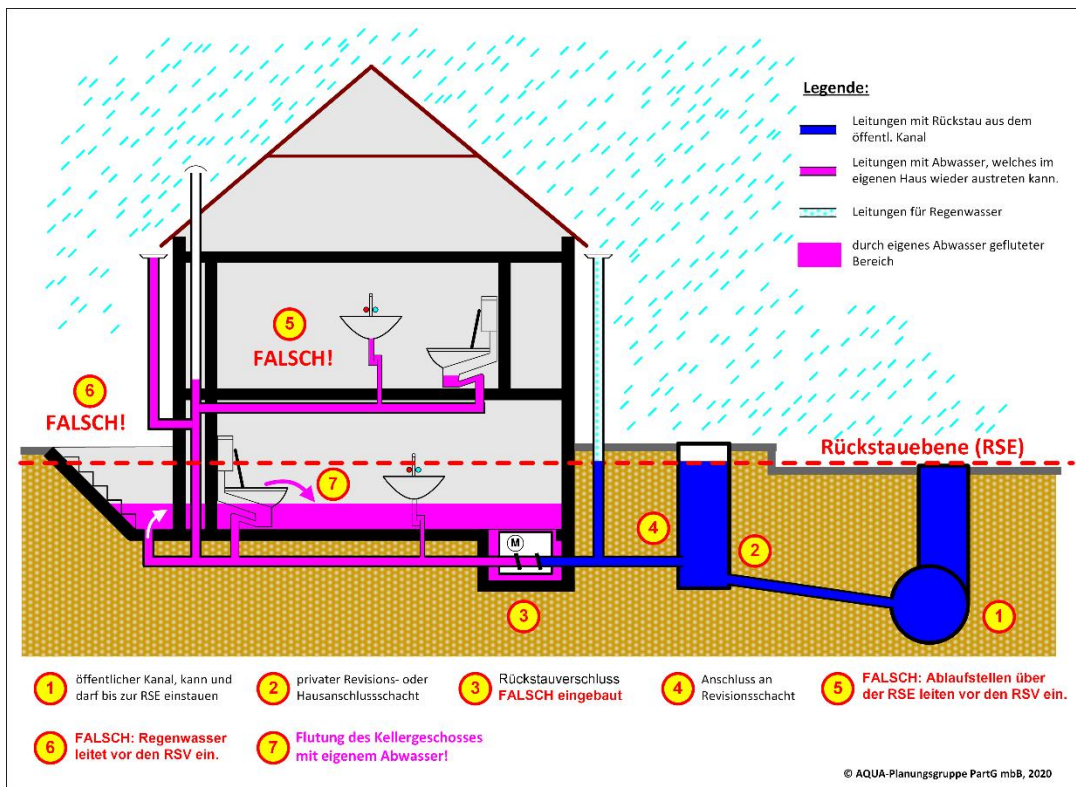 Legende:
Leitungen mit Rückstau aus dem
öffentl. Kanal
Leitungen mit Abwasser, welches im
eigenen Haus wieder austreten kann.
Leitungen für Regenwasser
durch eigenes Abwasser gefluteter
Bereich
5
FALSCH!
6
FALSCH!
Rückstauebene (RSE)
7
4
M
2
3
1
1 öffentlicher Kanal, kann und
darf bis zur RSE einstauen
2 privater Revisions- oder
Hausanschlussschacht
3 Rückstauverschluss
FALSCH eingebaut
4 Anschluss an
Revisionsschacht
5 FALSCH: Ablaufstellen über
der RSE leiten vor den RSV ein.
6 FALSCH: Regenwasser
leitet vor den RSV ein.
7 Flutung des Kellergeschosses
mit eigenem Abwasser!
© AQUA-Planungsgruppe PartG mbB, 2020